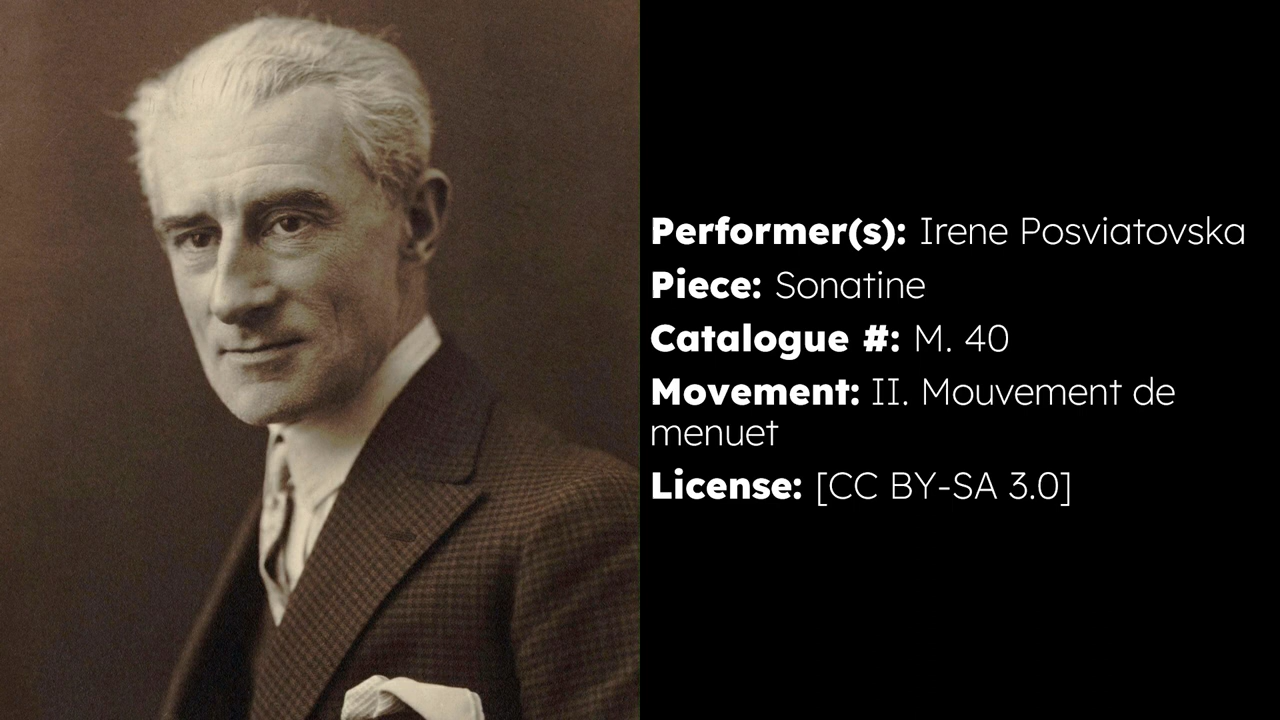 Performer(s): Irene Posviatovska
Piece: Sonatine
Catalogue #: M. 40
Movement: II. Mouvement de
menuet
License: [CC BY-SA 3.0]